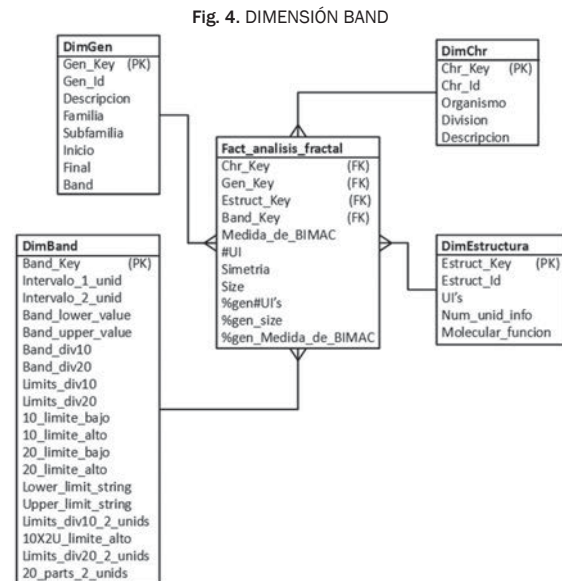 Fig. 4. DIMENSIÓN BAND
DimGen
Gen_Key (PK)
Gen_Id
Descripcion
Familia
Subfamilia
Inicio
Final
Band
DimChr
Chr_Key (PK)
Chr_Id
Organismo
Division
Descripcion
Fact_analisis_fractal
Chr_Key (FK)
Gen_Key (FK)
Estruct_Key (FK)
Band_Key (FK)
Medida_de_BIMAC
#UI
Simetria
Size
%gen#UI's
%gen_size
%gen_Medida_de_BIMAC
DimBand
Band_Key (PK)
Intervalo_1_unid
Intervalo_2_unid
Band_lower_value
Band_upper_value
Band_div10
Band_div20
Limits_div10
Limits_div20
10_limite_bajo
10_limite_alto
20_limite_bajo
20_limite_alto
Lower_limit_string
Upper_limit_string
Limits_div10_2_unids
10X2U_limite_alto
Limits_div20_2_unids
20_parts_2_unids
DimEstructura
Estruct_Key (PK)
Estruct_Id
UI's
Num_unid_info
Molecular_funcion